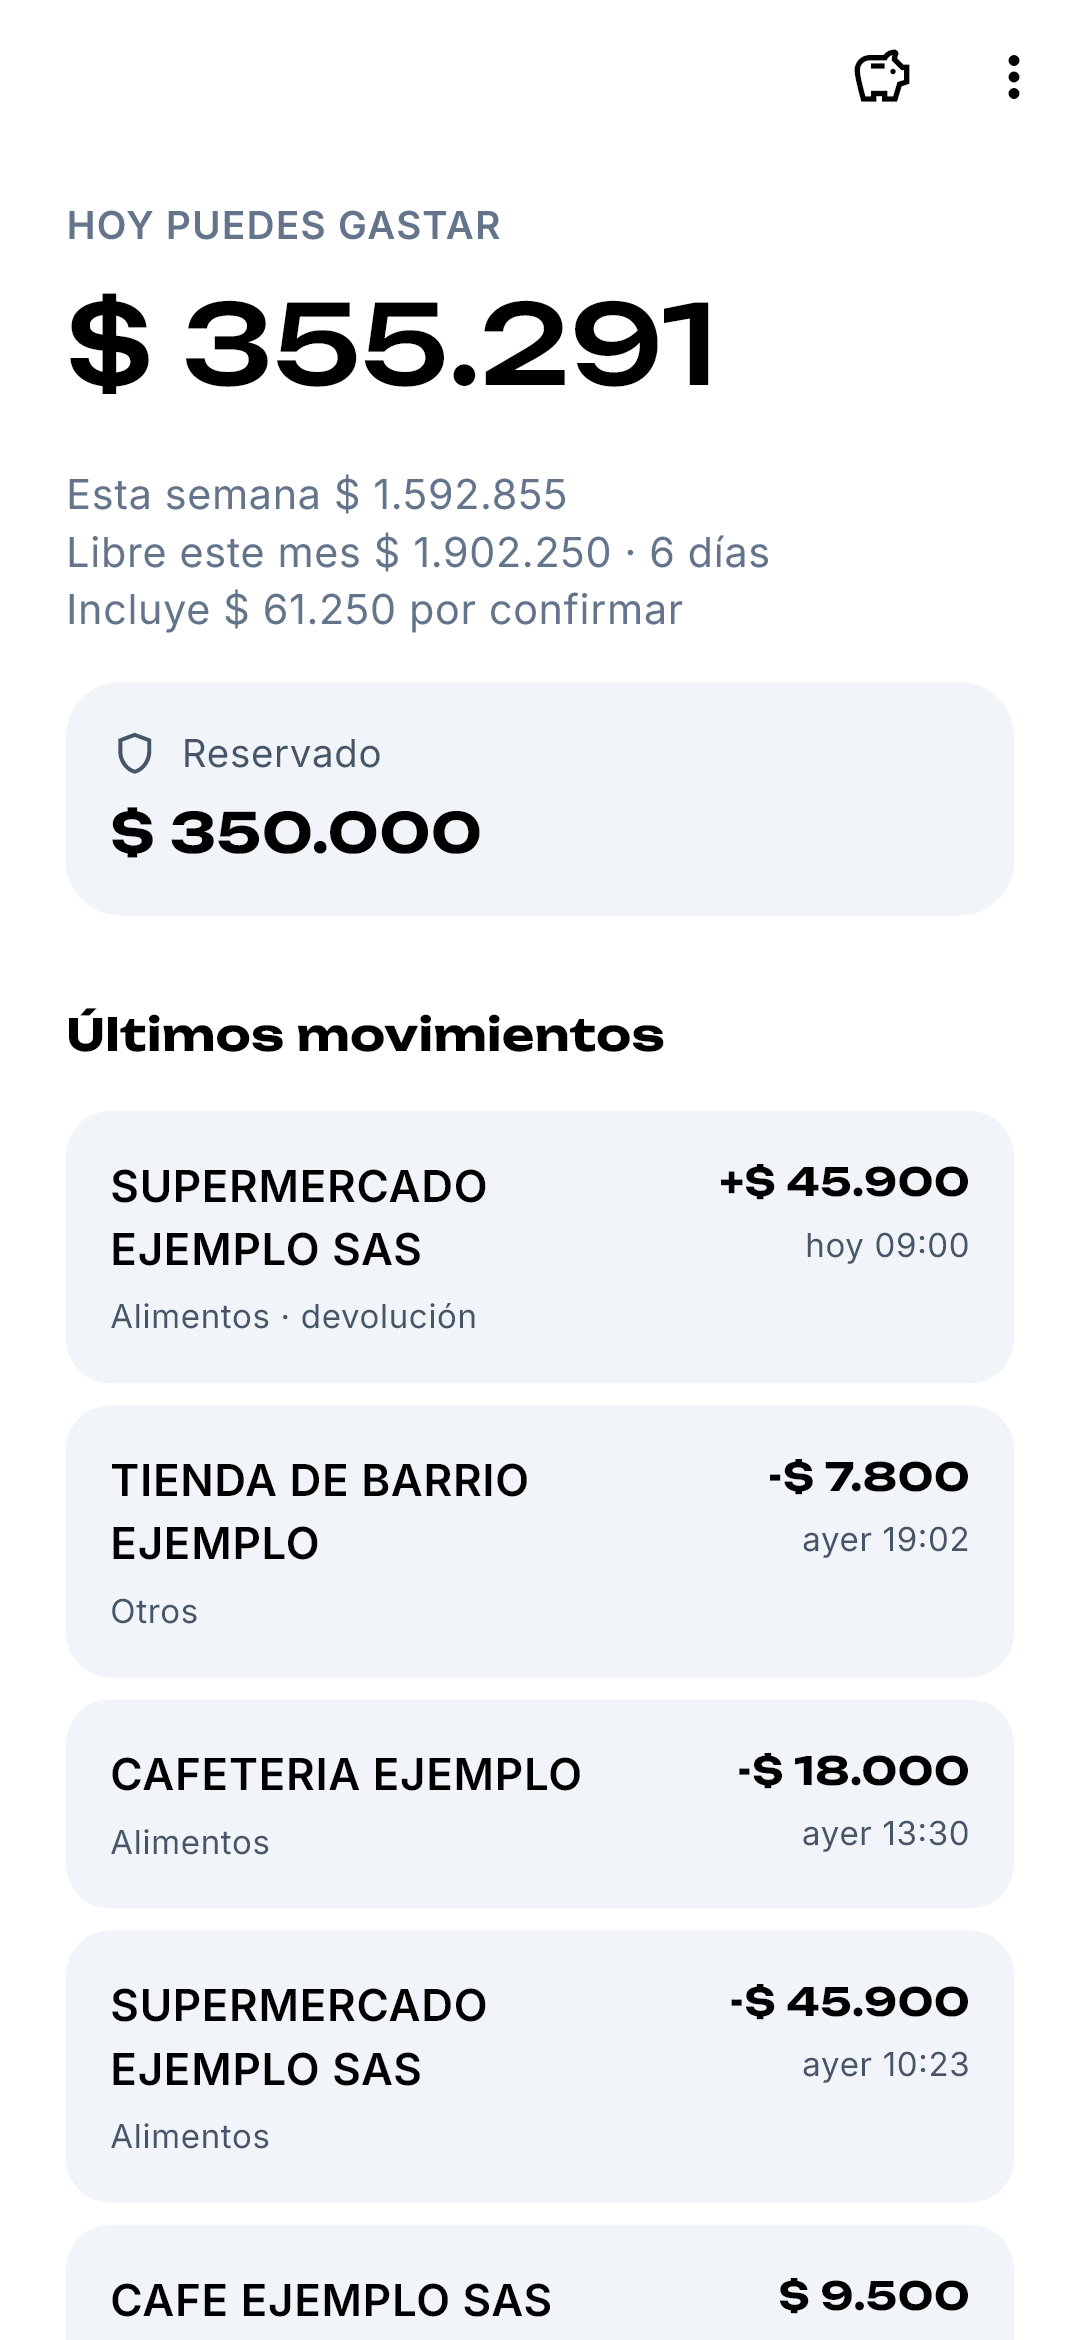 HOY PUEDES GASTAR
$ 355.291
Esta semana $ 1.592.855
Libre este mes $ 1.902.250 · 6 días
Incluye $ 61.250 por confirmar
Reservado
$ 350.000
Últimos movimientos
SUPERMERCADO
EJEMPLO SAS
+$ 45.900
hoy 09:00
Alimentos · devolución
TIENDA DE BARRIO
EJEMPLO
-$ 7.800
ayer 19:02
Otros
CAFETERIA EJEMPLO
-$ 18.000
ayer 13:30
Alimentos
SUPERMERCADO
EJEMPLO SAS
-$ 45.900
ayer 10:23
Alimentos
CAFE EJEMPLO SAS
$ 9.500